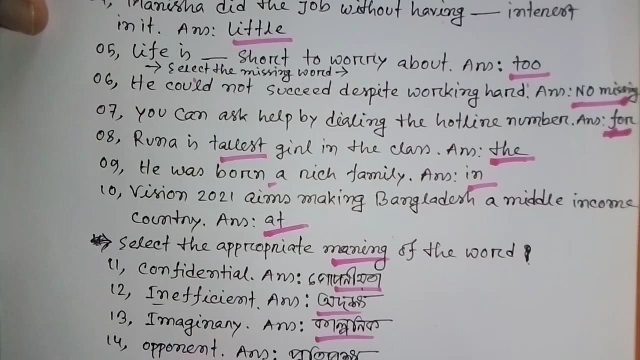 Manisha did the job without having — interest
in it. Ans: little
05, Life is — short to worry about. Ans: too
→ Select the missing word →
06, He could not succeed despite working hard. Ans: NO missing
07, You can ask help by dialing the hotline number. Ans: for
08, Runa is tallest girl in the class. Ans: the
09, He was born a rich family. Ans: in
10, Vision 2021 aims making Bangladesh a middle income
country. Ans: at
Select the appropriate maning of the word
11, Confidential. Ans: গোপনীয়তা
12, Inefficient. Ans: অদক্ষ
13, Imaginary. Ans: কাল্পনিক
14, opponent. Ans: